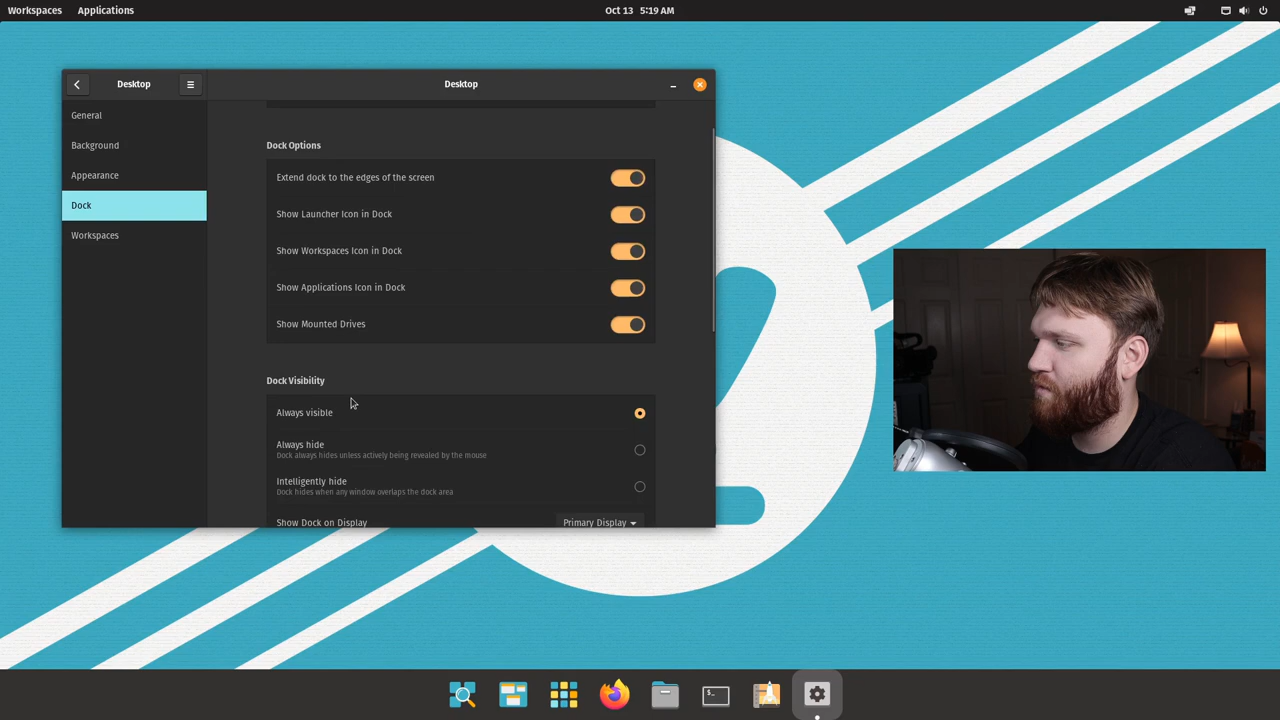 Workspaces
Applications
Oct 13 5:19 AM
Desktop
Desktop
General
Background
Appearance
Dock
Workspaces
Dock Options
Extend dock to the edges of the screen
Show Launcher Icon in Dock
Show Workspaces Icon in Dock
Show Applications Icon in Dock
Show Mounted Drives
Dock Visibility
Always visible
Always hide
Dock always hides unless actively being revealed by the mouse
Intelligently hide
Dock hides when any window overlaps the dock area
Show Dock on Display
Primary Display